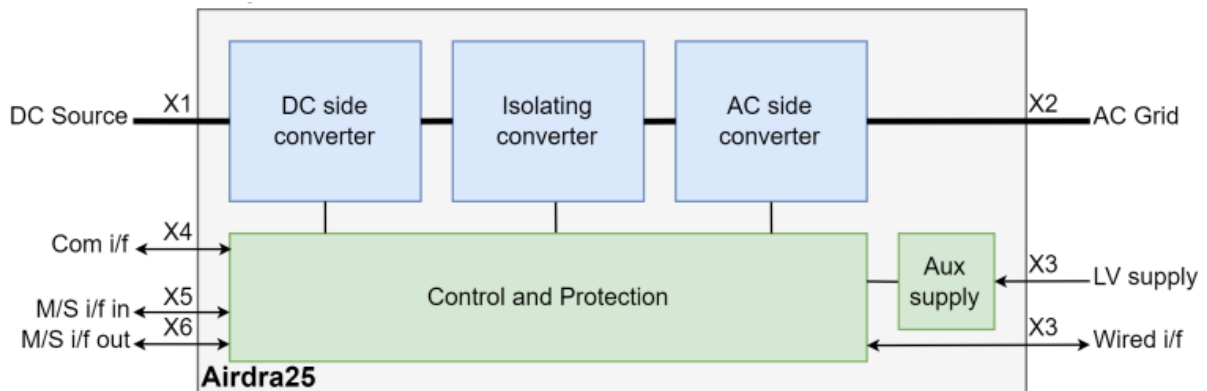 DC side
converter
Isolating
converter
AC side
converter
DC Source
X1
X2
AC Grid
Com i/f
X4
M/S i/f in
X5
M/S i/f out
X6
Control and Protection
Aux
supply
X3
LV supply
X3
Wired i/f
Airdra25